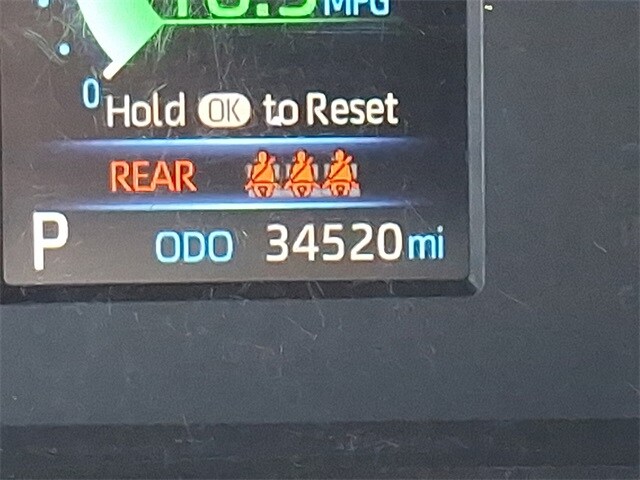 MPG
0
Hold OK to Reset
REAR
P ODO 34520 mi